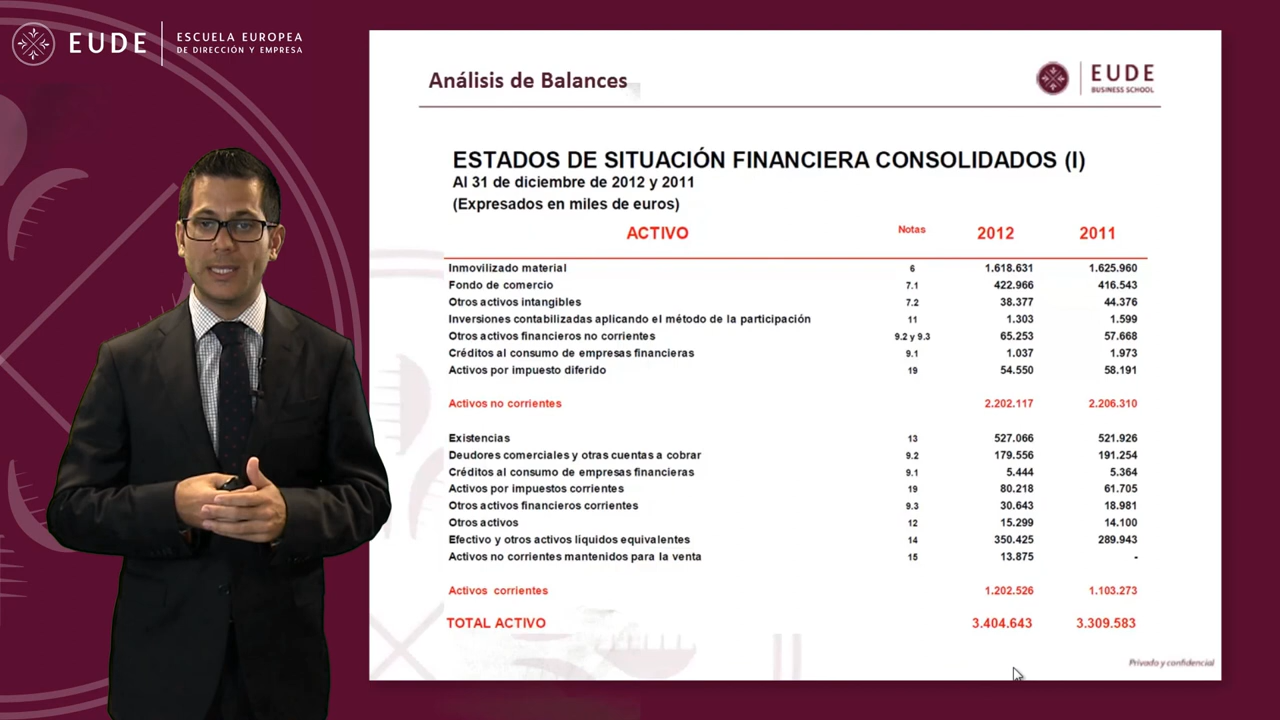 EUDE
ESCUELA EUROPEA
DE DIRECCIÓN Y EMPRESA
Análisis de Balances
EUDE
BUSINESS SCHOOL
ESTADOS DE SITUACIÓN FINANCIERA CONSOLIDADOS (I)
Al 31 de diciembre de 2012 y 2011
(Expresados en miles de euros)
ACTIVO Notas 2012 2011
Inmovilizado material 6 1.618.631 1.625.960
Fondo de comercio 7.1 422.966 416.543
Otros activos intangibles 7.2 38.377 44.376
Inversiones contabilizadas aplicando el método de la participación 11 1.303 1.599
Otros activos financieros no corrientes 9.2 y 9.3 65.253 57.668
Créditos al consumo de empresas financieras 9.1 1.037 1.973
Activos por impuesto diferido 19 54.550 58.191
Activos no corrientes 2.202.117 2.206.310
Existencias 13 527.066 521.926
Deudores comerciales y otras cuentas a cobrar 9.2 179.556 191.254
Créditos al consumo de empresas financieras 9.1 5.444 5.364
Activos por impuestos corrientes 19 80.218 61.705
Otros activos financieros corrientes 9.3 30.643 18.981
Otros activos 12 15.299 14.100
Efectivo y otros activos líquidos equivalentes 14 350.425 289.943
Activos no corrientes mantenidos para la venta 15 13.875 -
Activos corrientes 1.202.526 1.103.273
TOTAL ACTIVO 3.404.643 3.309.583
Privado y confidencial